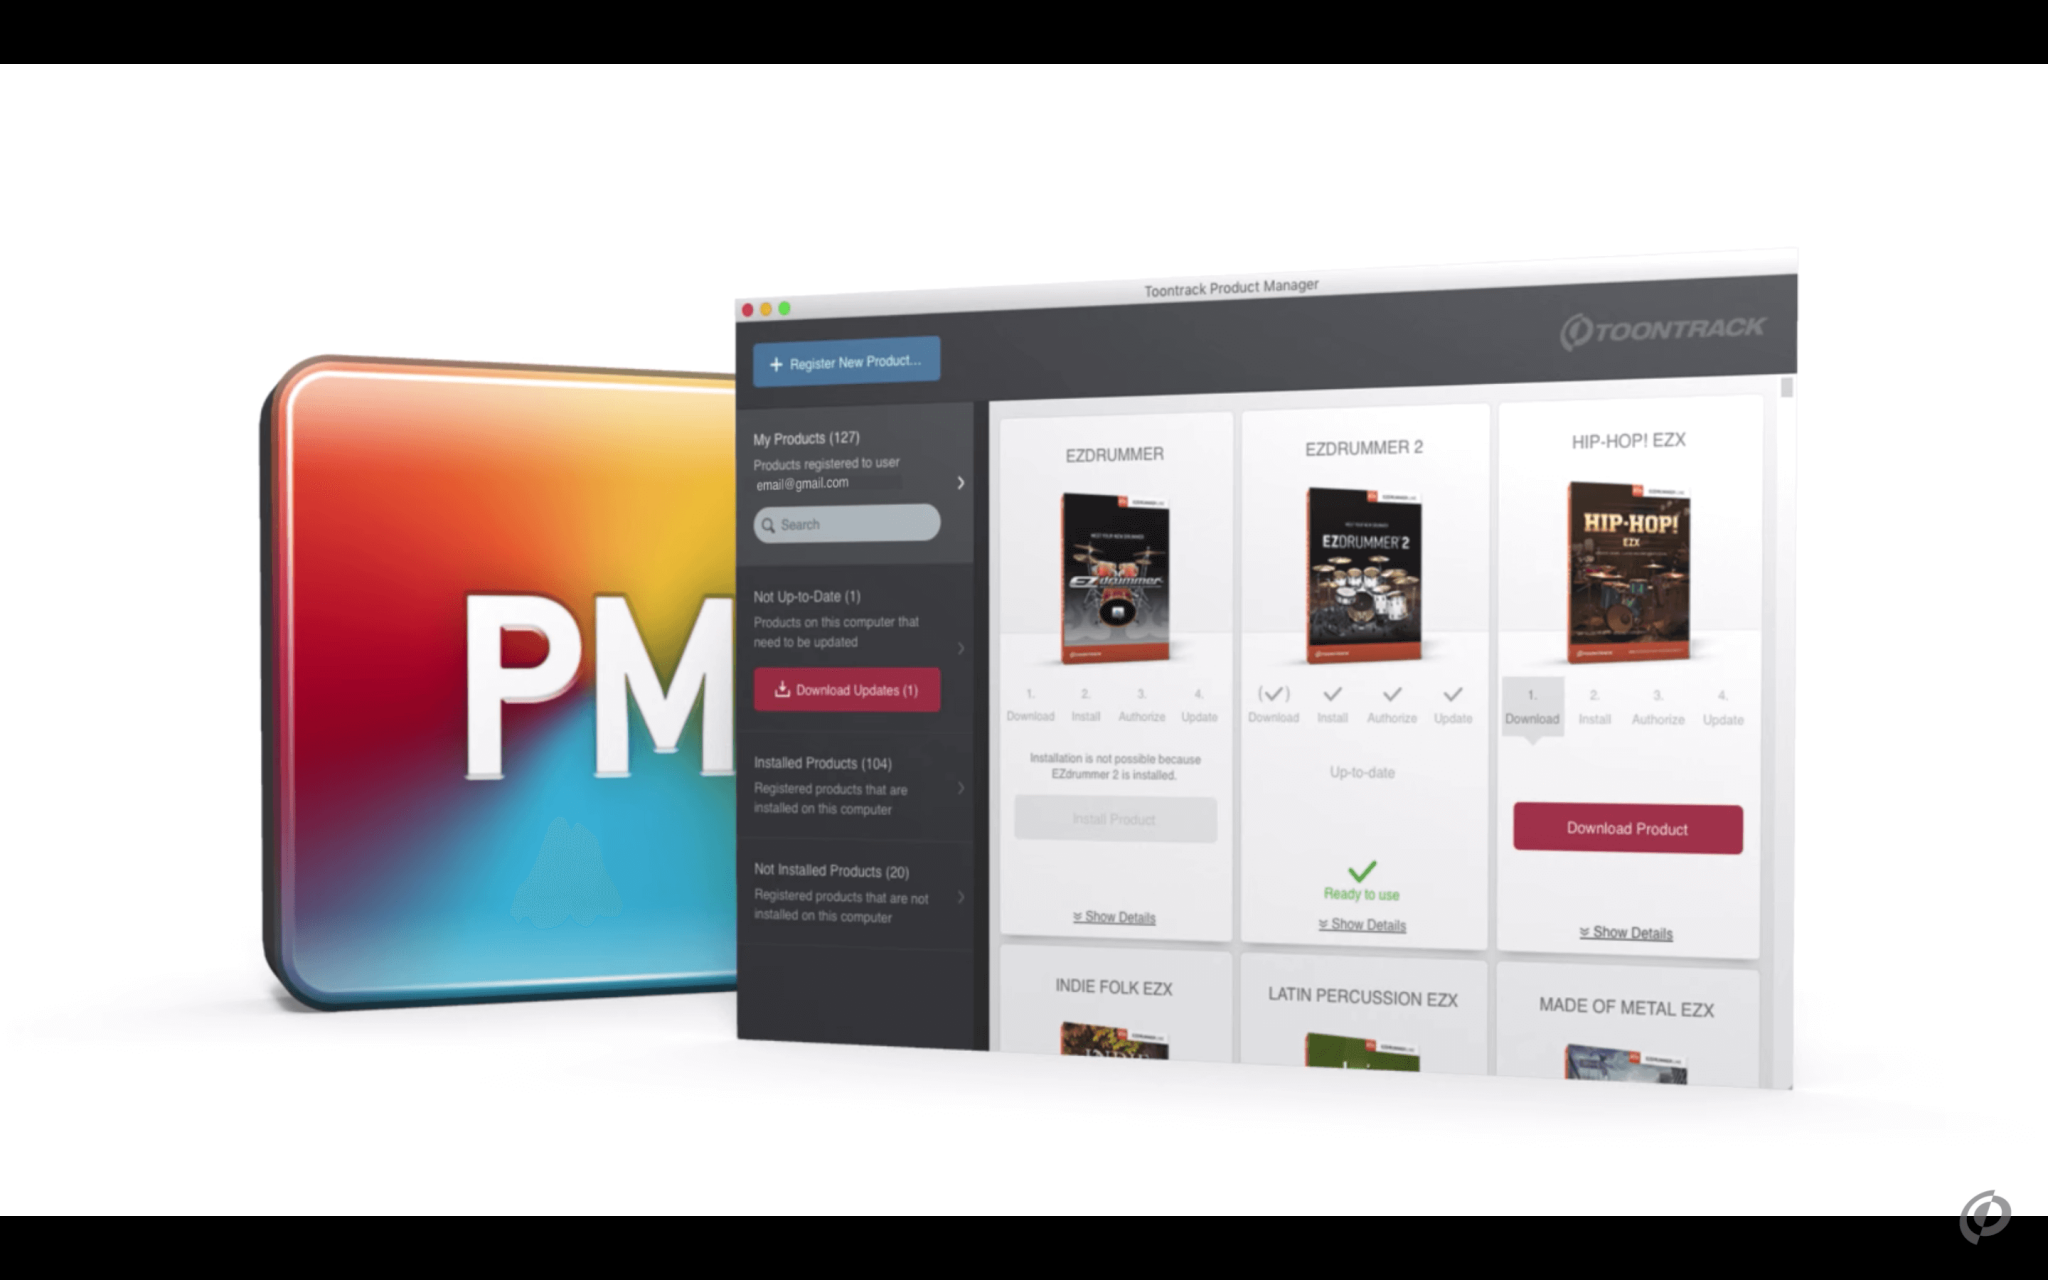 PM
Toontrack Product Manager
TOONTRACK
+ Register New Product...
My Products (127)
Products registered to user
email@gmail.com
Search
Not Up-to-Date (1)
Products on this computer that
need to be updated
Download Updates (1)
Installed Products (104)
Registered products that are
installed on this computer
Not Installed Products (20)
Registered products that are not
installed on this computer
EZDRUMMER
EZdrummer
1. 2. 3. 4.
Download Install Authorize Update
Installation is not possible because
EZdrummer 2 is installed.
Install Product
Show Details
EZDRUMMER 2
EZDRUMMER 2
Download Install Authorize Update
Up-to-date
Ready to use
Show Details
HIP-HOP! EZX
HIP-HOP!
EZX
1. 2. 3. 4.
Download Install Authorize Update
Download Product
Show Details
INDIE FOLK EZX
INDIE
LATIN PERCUSSION EZX
MADE OF METAL EZX